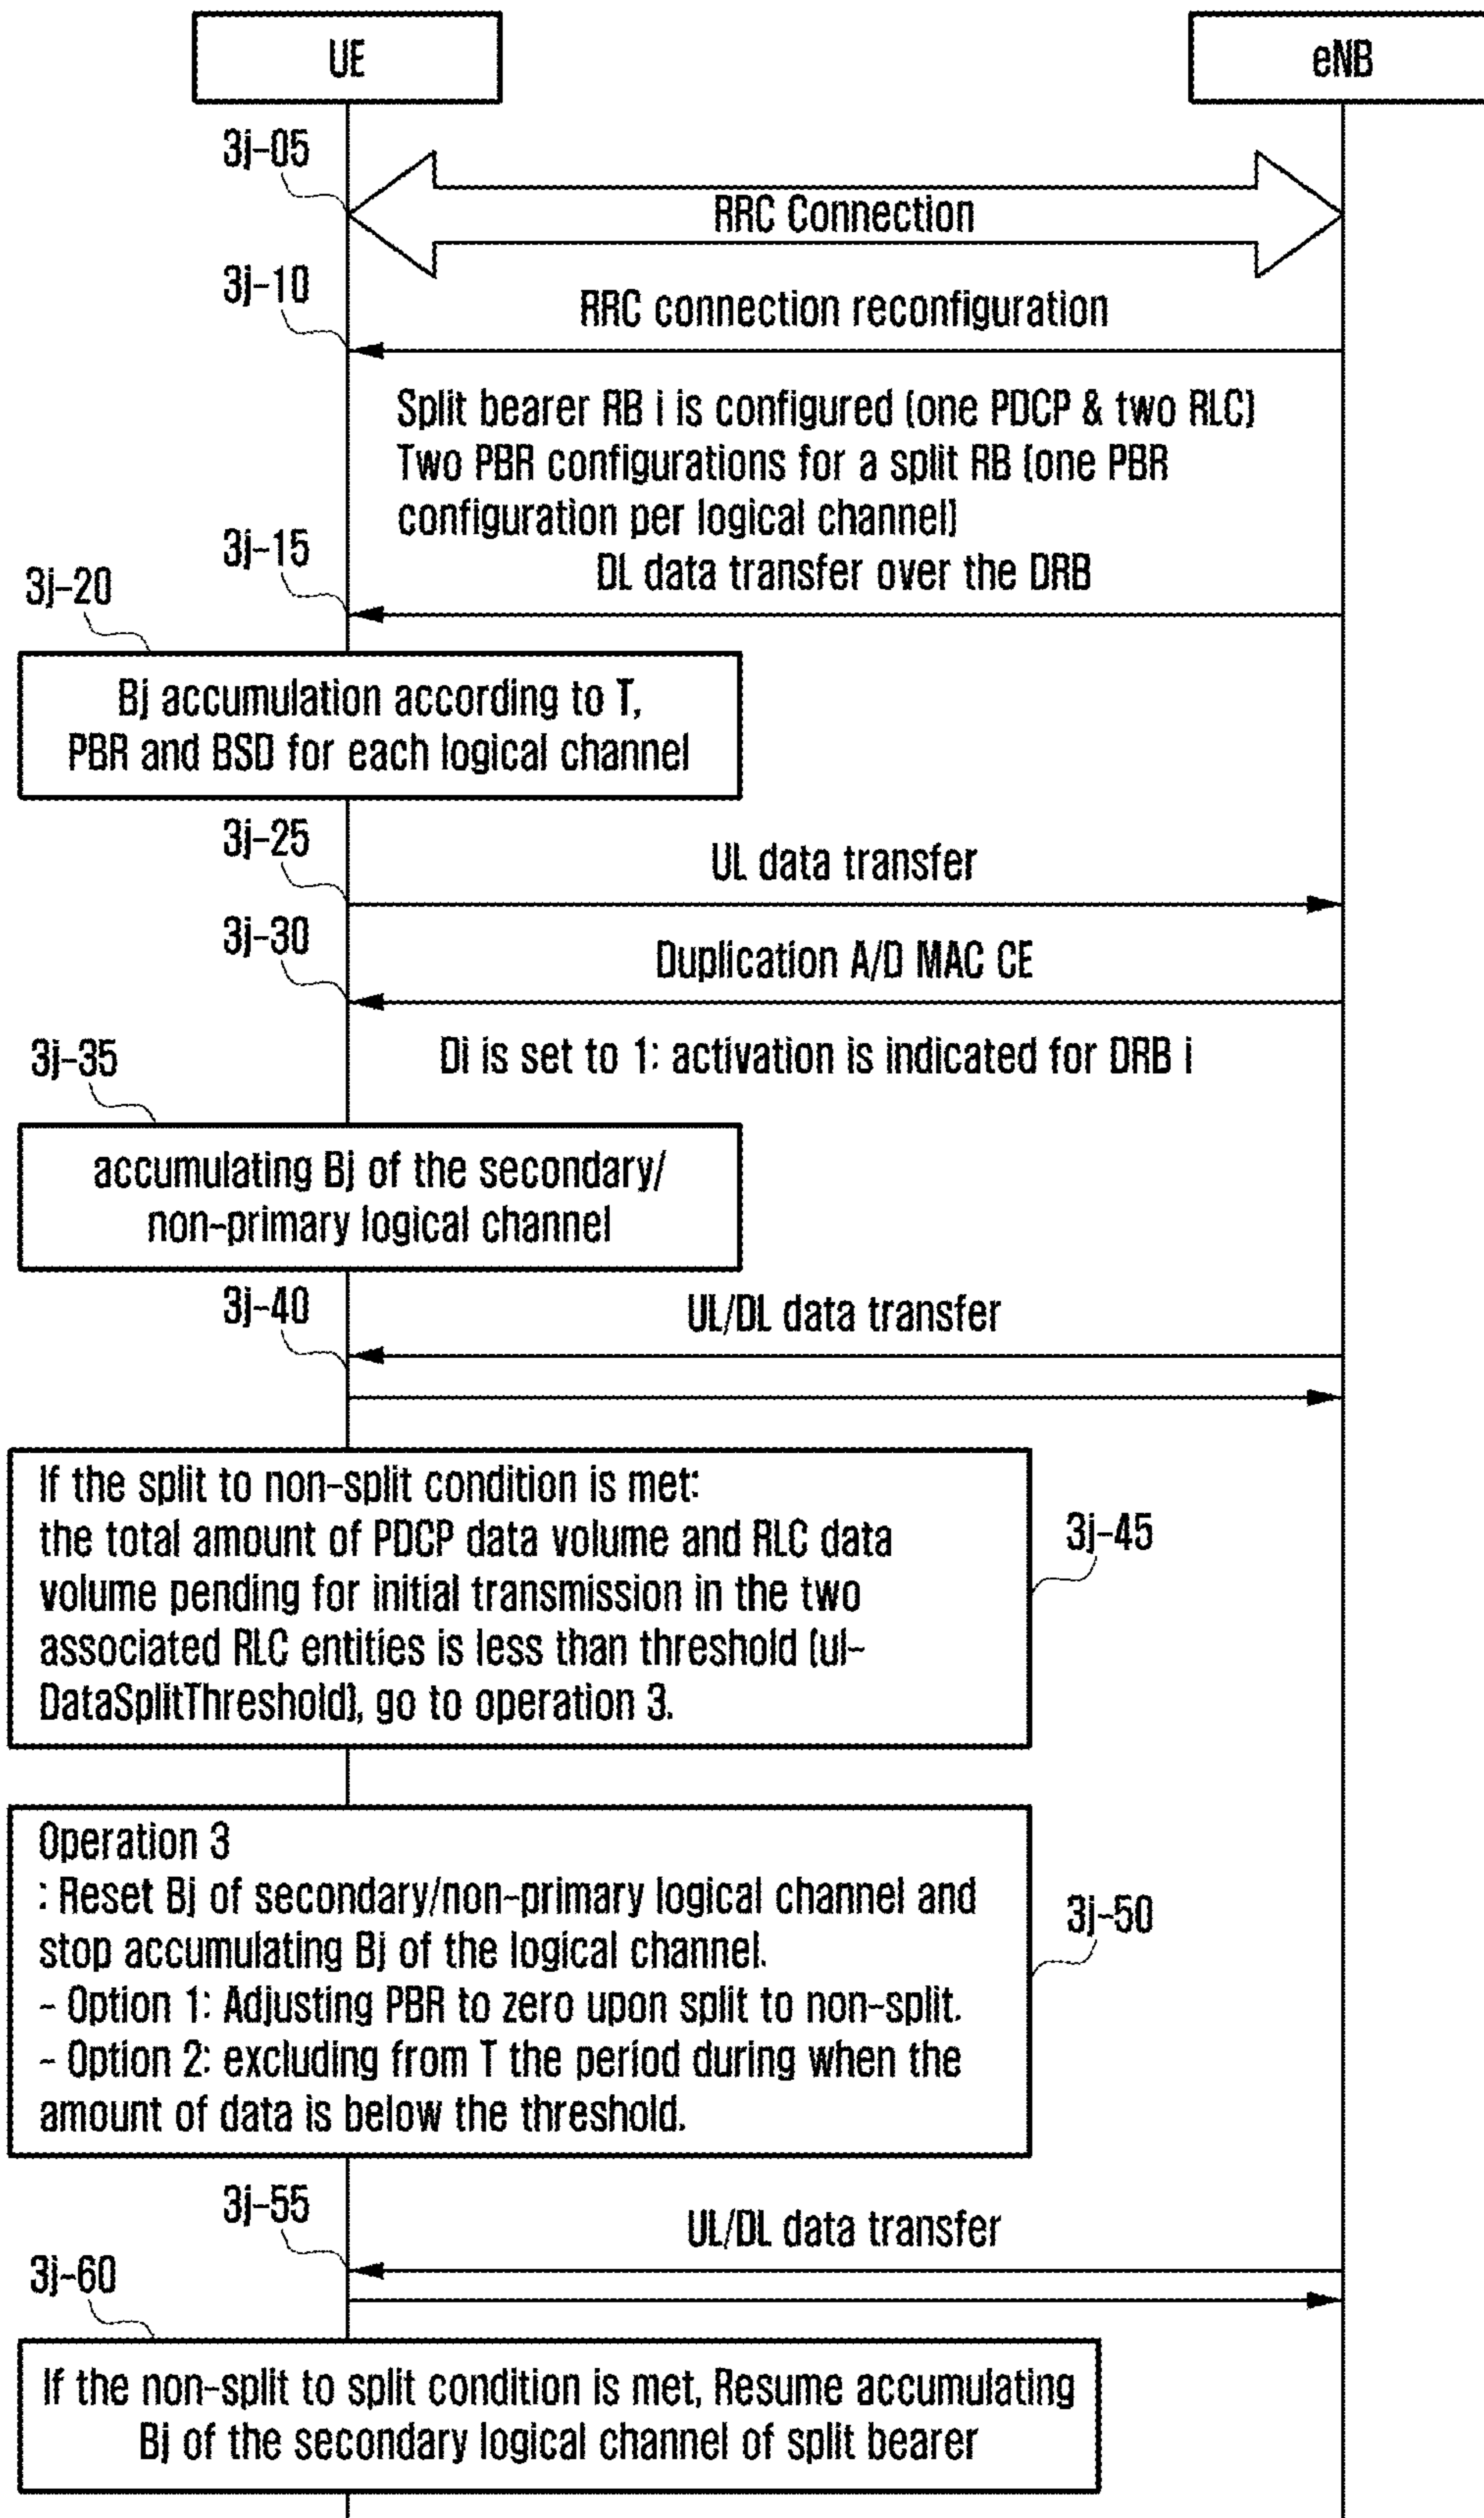 UE
eNB
3j-05
RRC Connection
3j-10
RRC connection reconfiguration
Split bearer RB i is configured (one PDCP & two RLC)
Two PBR configurations for a split RB (one PBR
configuration per logical channel)
3j-15
DL data transfer over the DRB
3j-20
Bj accumulation according to T,
PBR and BSD for each logical channel
3j-25
UL data transfer
3j-30
Duplication A/D MAC CE
3j-35
Di is set to 1: activation is indicated for DRB i
accumulating Bj of the secondary/
non-primary logical channel
3j-40
UL/DL data transfer
If the split to non-split condition is met:
the total amount of PDCP data volume and RLC data
volume pending for initial transmission in the two
associated RLC entities is less than threshold (ul-
DataSplitThreshold), go to operation 3.
3j-45
Operation 3
: Reset Bj of secondary/non-primary logical channel and
stop accumulating Bj of the logical channel.
- Option 1: Adjusting PBR to zero upon split to non-split.
- Option 2: excluding from T the period during when the
amount of data is below the threshold.
3j-50
3j-55
UL/DL data transfer
3j-60
If the non-split to split condition is met, Resume accumulating
Bj of the secondary logical channel of split bearer